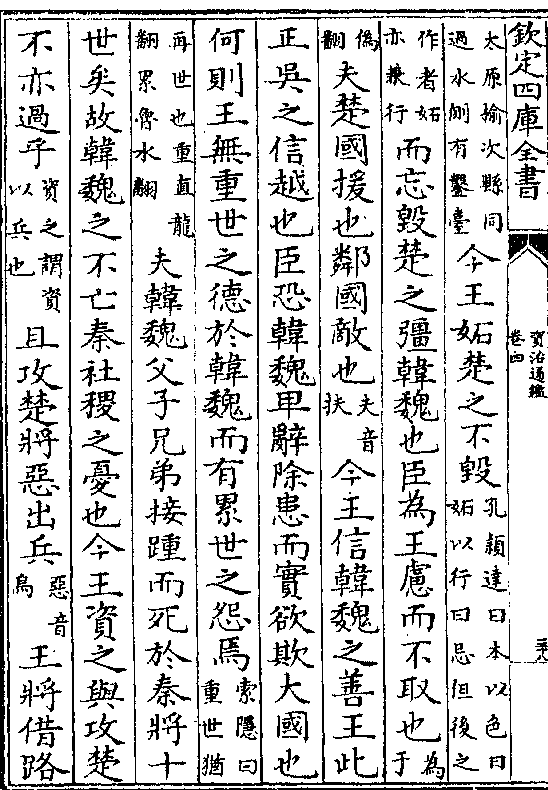 欽定四庫全書
資治通鑑
卷四
太原榆次縣同
過水側有鑿臺
今王妬楚之不毀
孔穎達曰本以色曰
妬以行曰忌但後之
作者妬
亦兼行
而忘毀楚之彊韓魏也臣為王慮而不取也
為
于
偽
翻
夫楚國援也鄰國敵也
夫音
扶
今王信韓魏之善王此
正吳之信越也臣恐韓魏卑辭除患而實欲欺大國也
何則王無重世之德於韓魏而有累世之怨焉
索隱曰
重世猶
再世也重直龍
翻累魯水翻
夫韓魏父子兄弟接踵而死於秦將十
世矣故韓魏之不亡秦社稷之憂也今王資之與攻楚
不亦過乎
資之謂資
以兵也
且攻楚將惡出兵
惡音
烏
王將借路